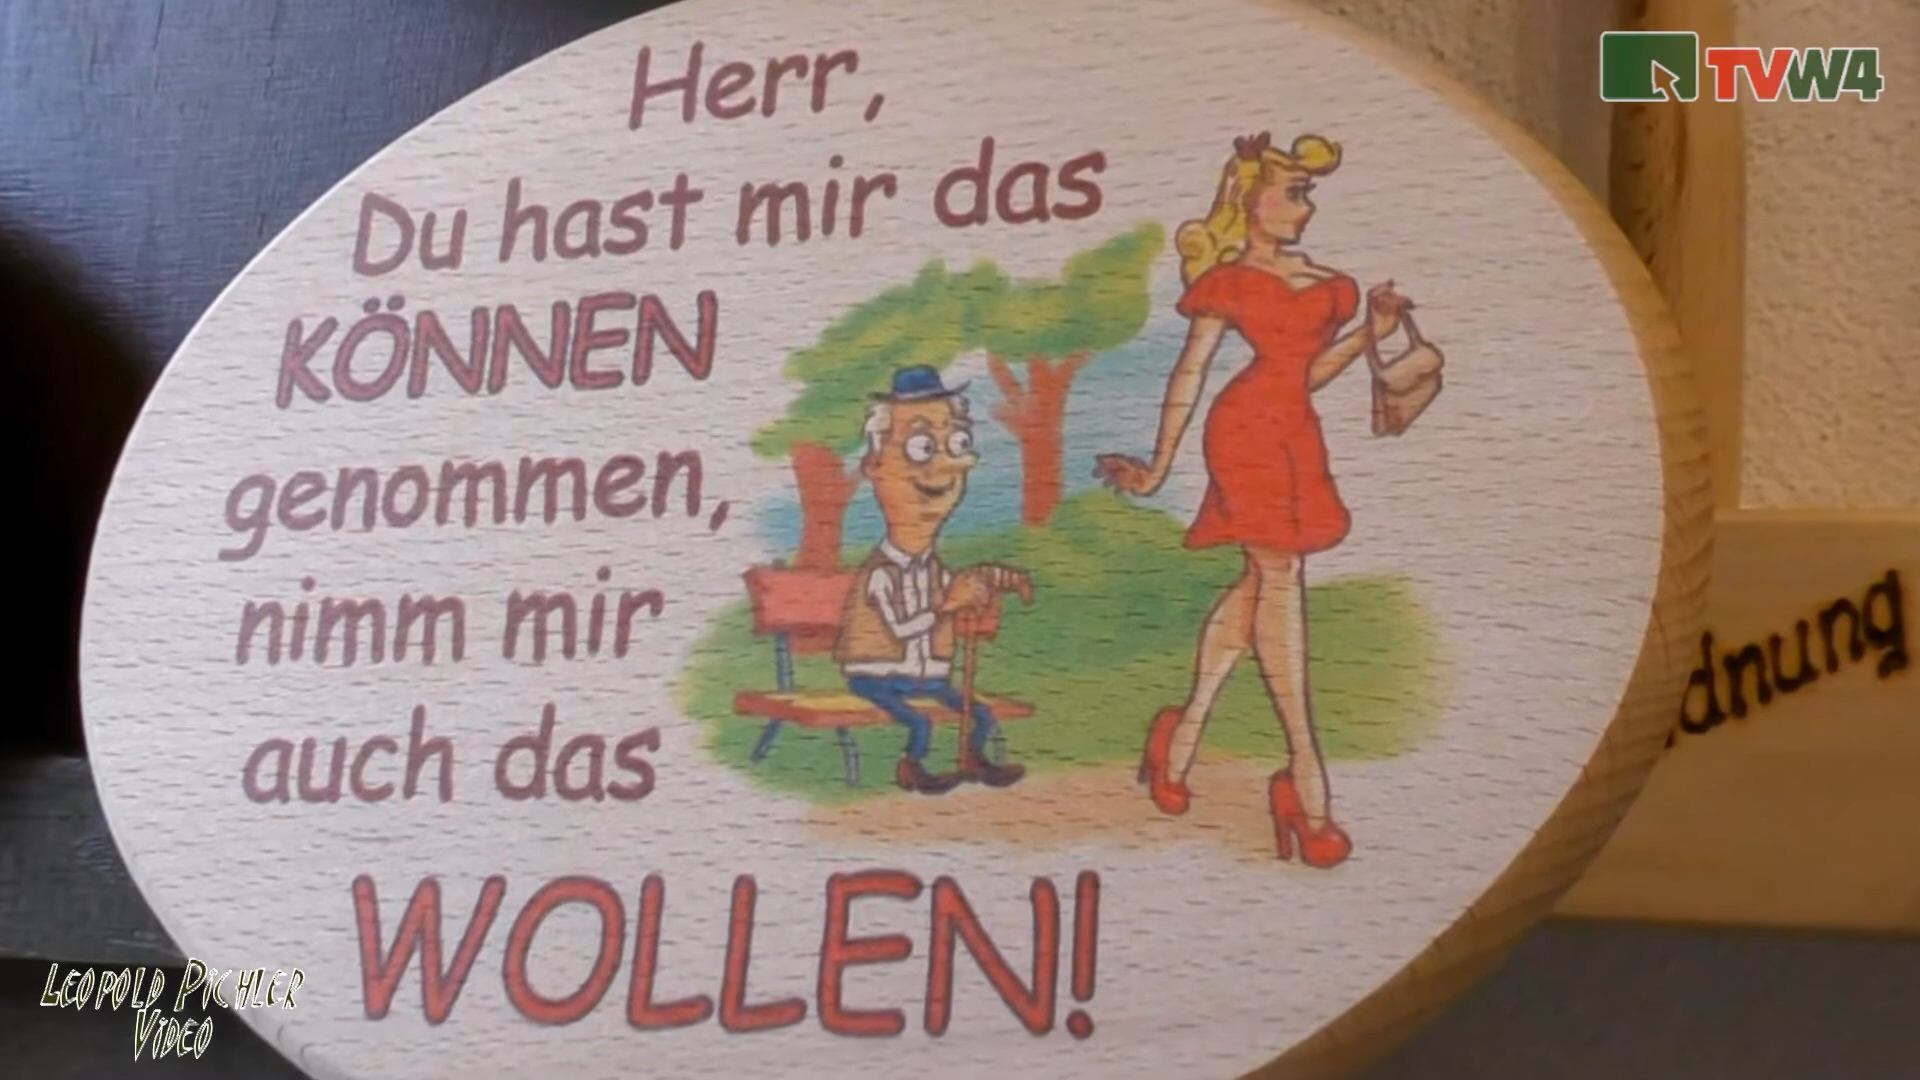 TVW4
Herr,
Du hast mir das
KÖNNEN
genommen,
nimm mir
auch das
WOLLEN!
dnung
LEOPOLD PICHLER
VIDEO